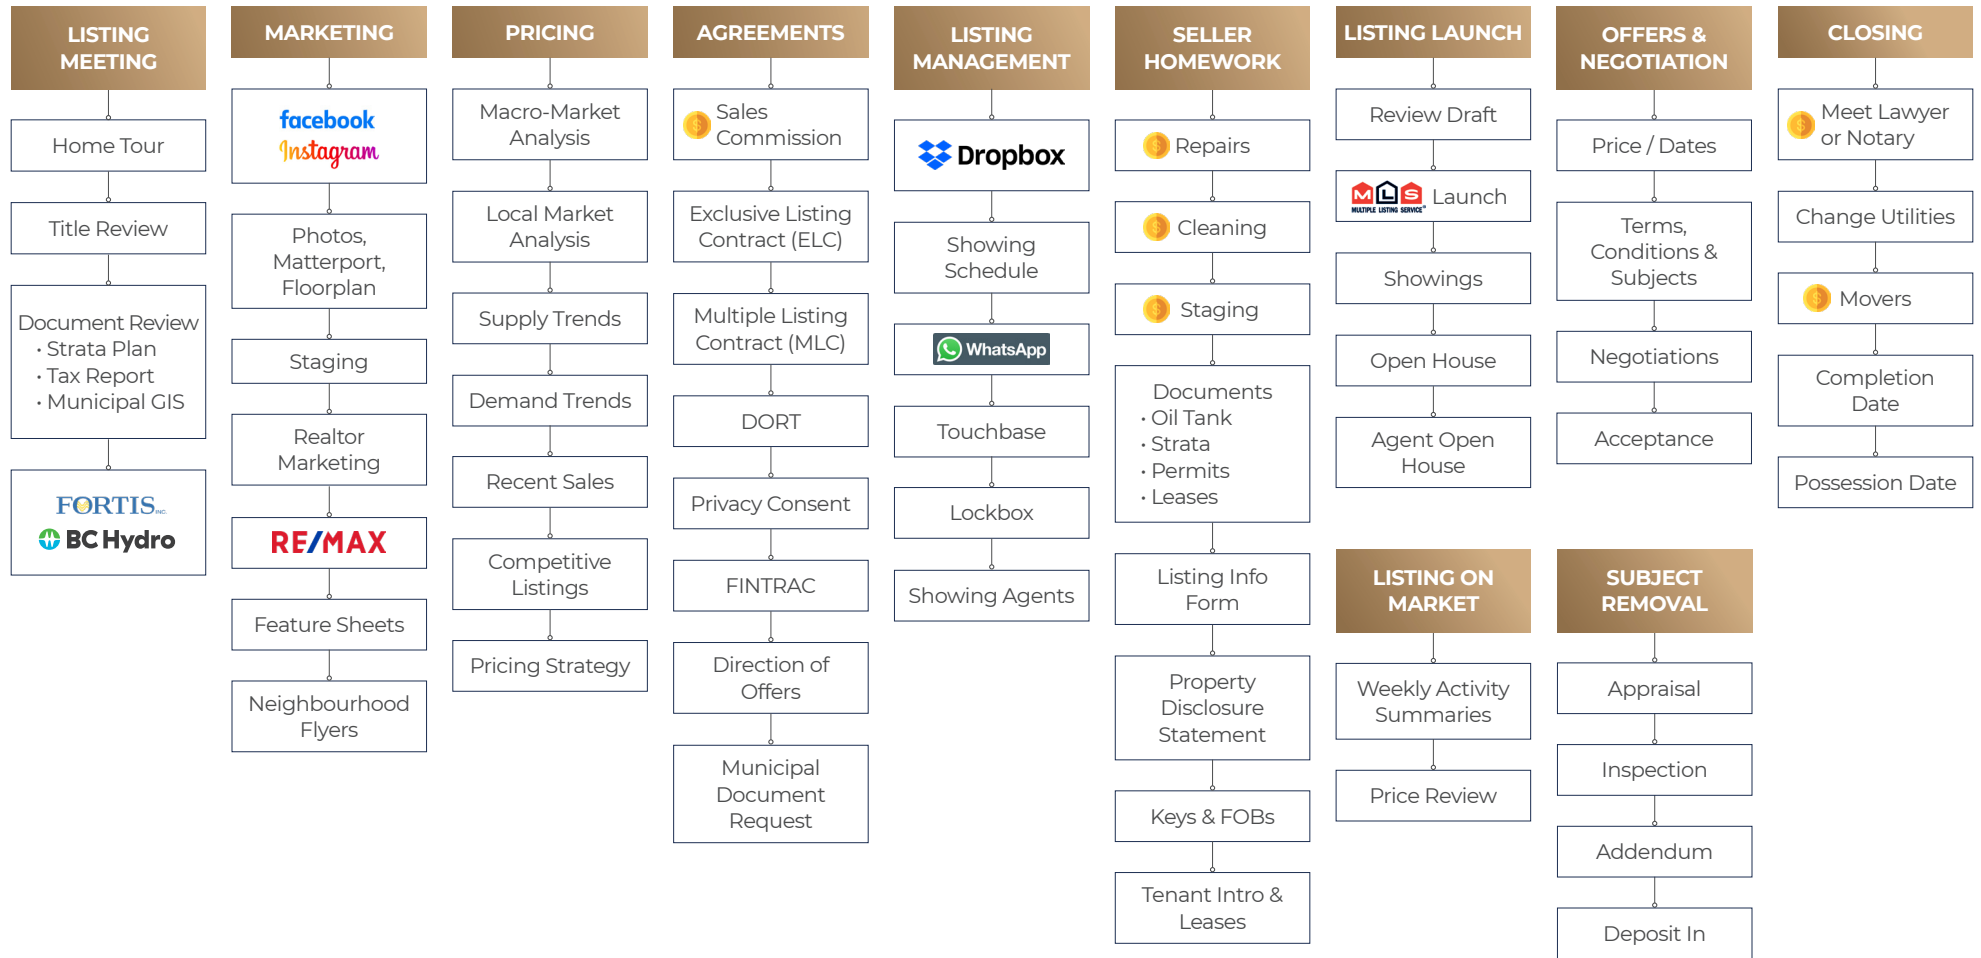 LISTING
MEETING
Home Tour
Title Review
Document Review
· Strata Plan
· Tax Report
· Municipal GIS
FORTIS INC.
BC Hydro
MARKETING
facebook
Instagram
Photos,
Matterport,
Floorplan
Staging
Realtor
Marketing
RE/MAX
Feature Sheets
Neighbourhood
Flyers
PRICING
Macro-Market
Analysis
Local Market
Analysis
Supply Trends
Demand Trends
Recent Sales
Competitive
Listings
Pricing Strategy
AGREEMENTS
Sales
Commission
Exclusive Listing
Contract (ELC)
Multiple Listing
Contract (MLC)
DORT
Privacy Consent
FINTRAC
Direction of
Offers
Municipal
Document
Request
LISTING
MANAGEMENT
Dropbox
Showing
Schedule
WhatsApp
Touchbase
Lockbox
Showing Agents
SELLER
HOMEWORK
$ Repairs
$ Cleaning
$ Staging
Documents
· Oil Tank
· Strata
· Permits
· Leases
Listing Info
Form
Property
Disclosure
Statement
Keys & FOBs
Tenant Intro &
Leases
LISTING LAUNCH
Review Draft
MLS Launch
MULTIPLE LISTING SERVICE®
Showings
Open House
Agent Open
House
LISTING ON
MARKET
Weekly Activity
Summaries
Price Review
OFFERS &
NEGOTIATION
Price / Dates
Terms,
Conditions &
Subjects
Negotiations
Acceptance
SUBJECT
REMOVAL
Appraisal
Inspection
Addendum
Deposit In
CLOSING
Meet Lawyer
or Notary
Change Utilities
$ Movers
Completion
Date
Possession Date